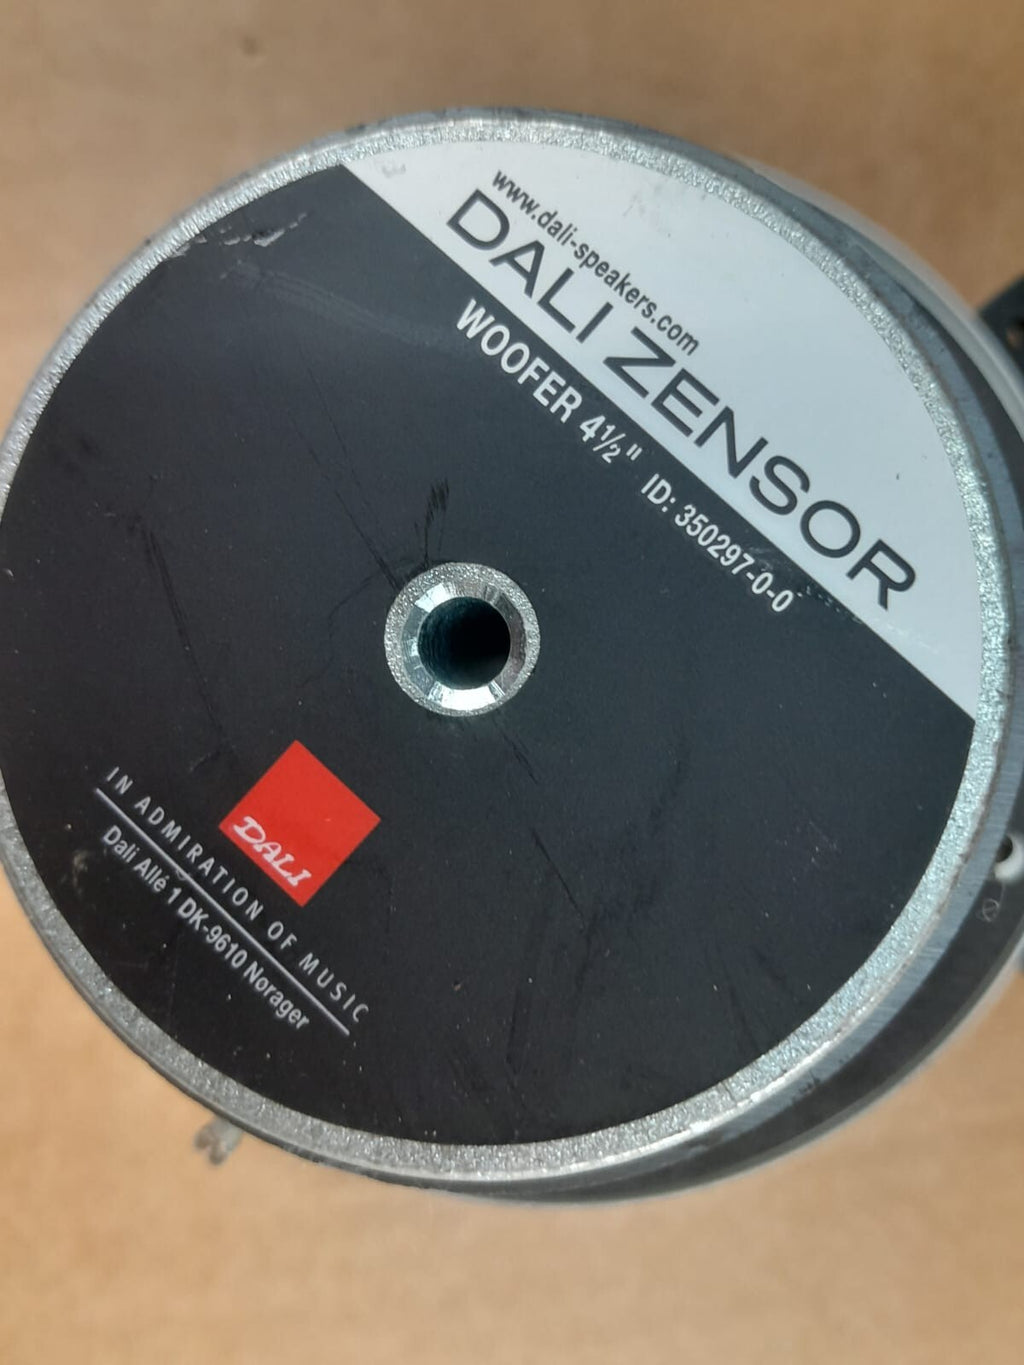 www.dali-speakers.com
DALI ZENSOR
WOOFER 4½" ID: 350297-0-0
DALI
IN ADMIRATION OF MUSIC
Dali Allé 1 DK-9610 Nørager